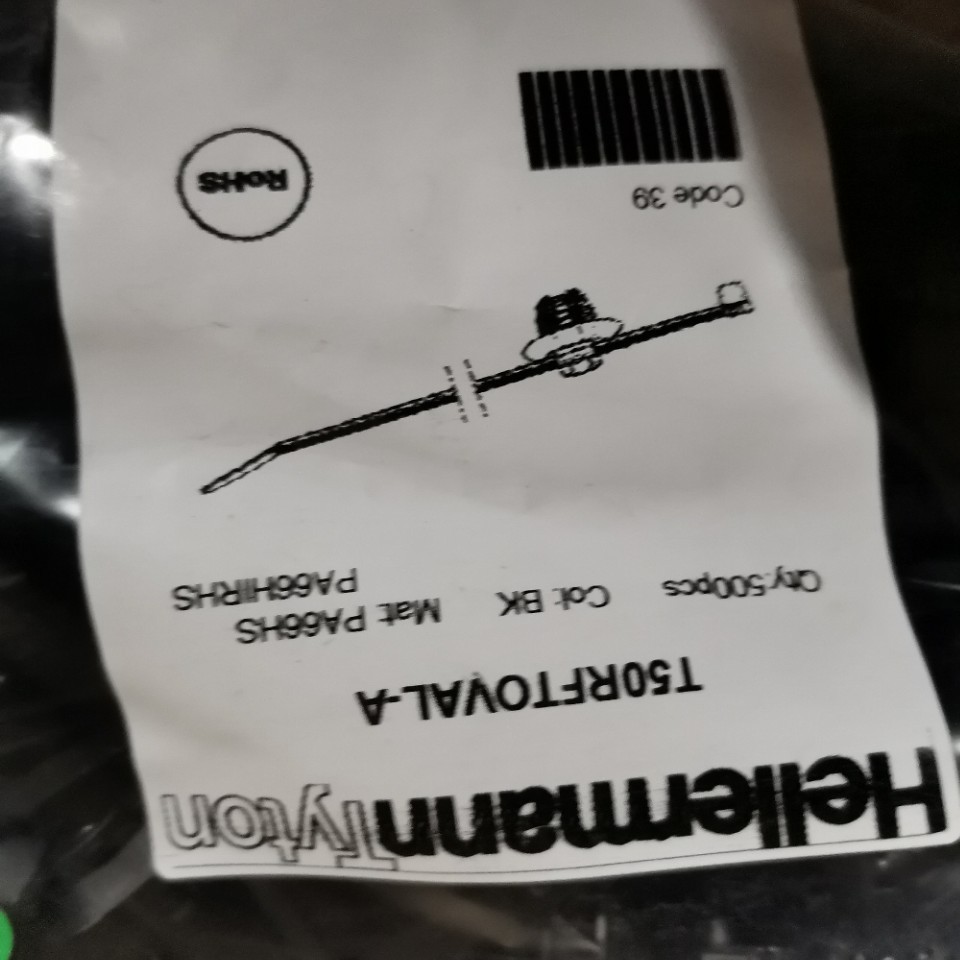 HellermannTyton
T50RFTOVAL-A
Qty:500pcs Col: BK Mat: PA66HS
PA66HIRHS
Code 39
RoHS